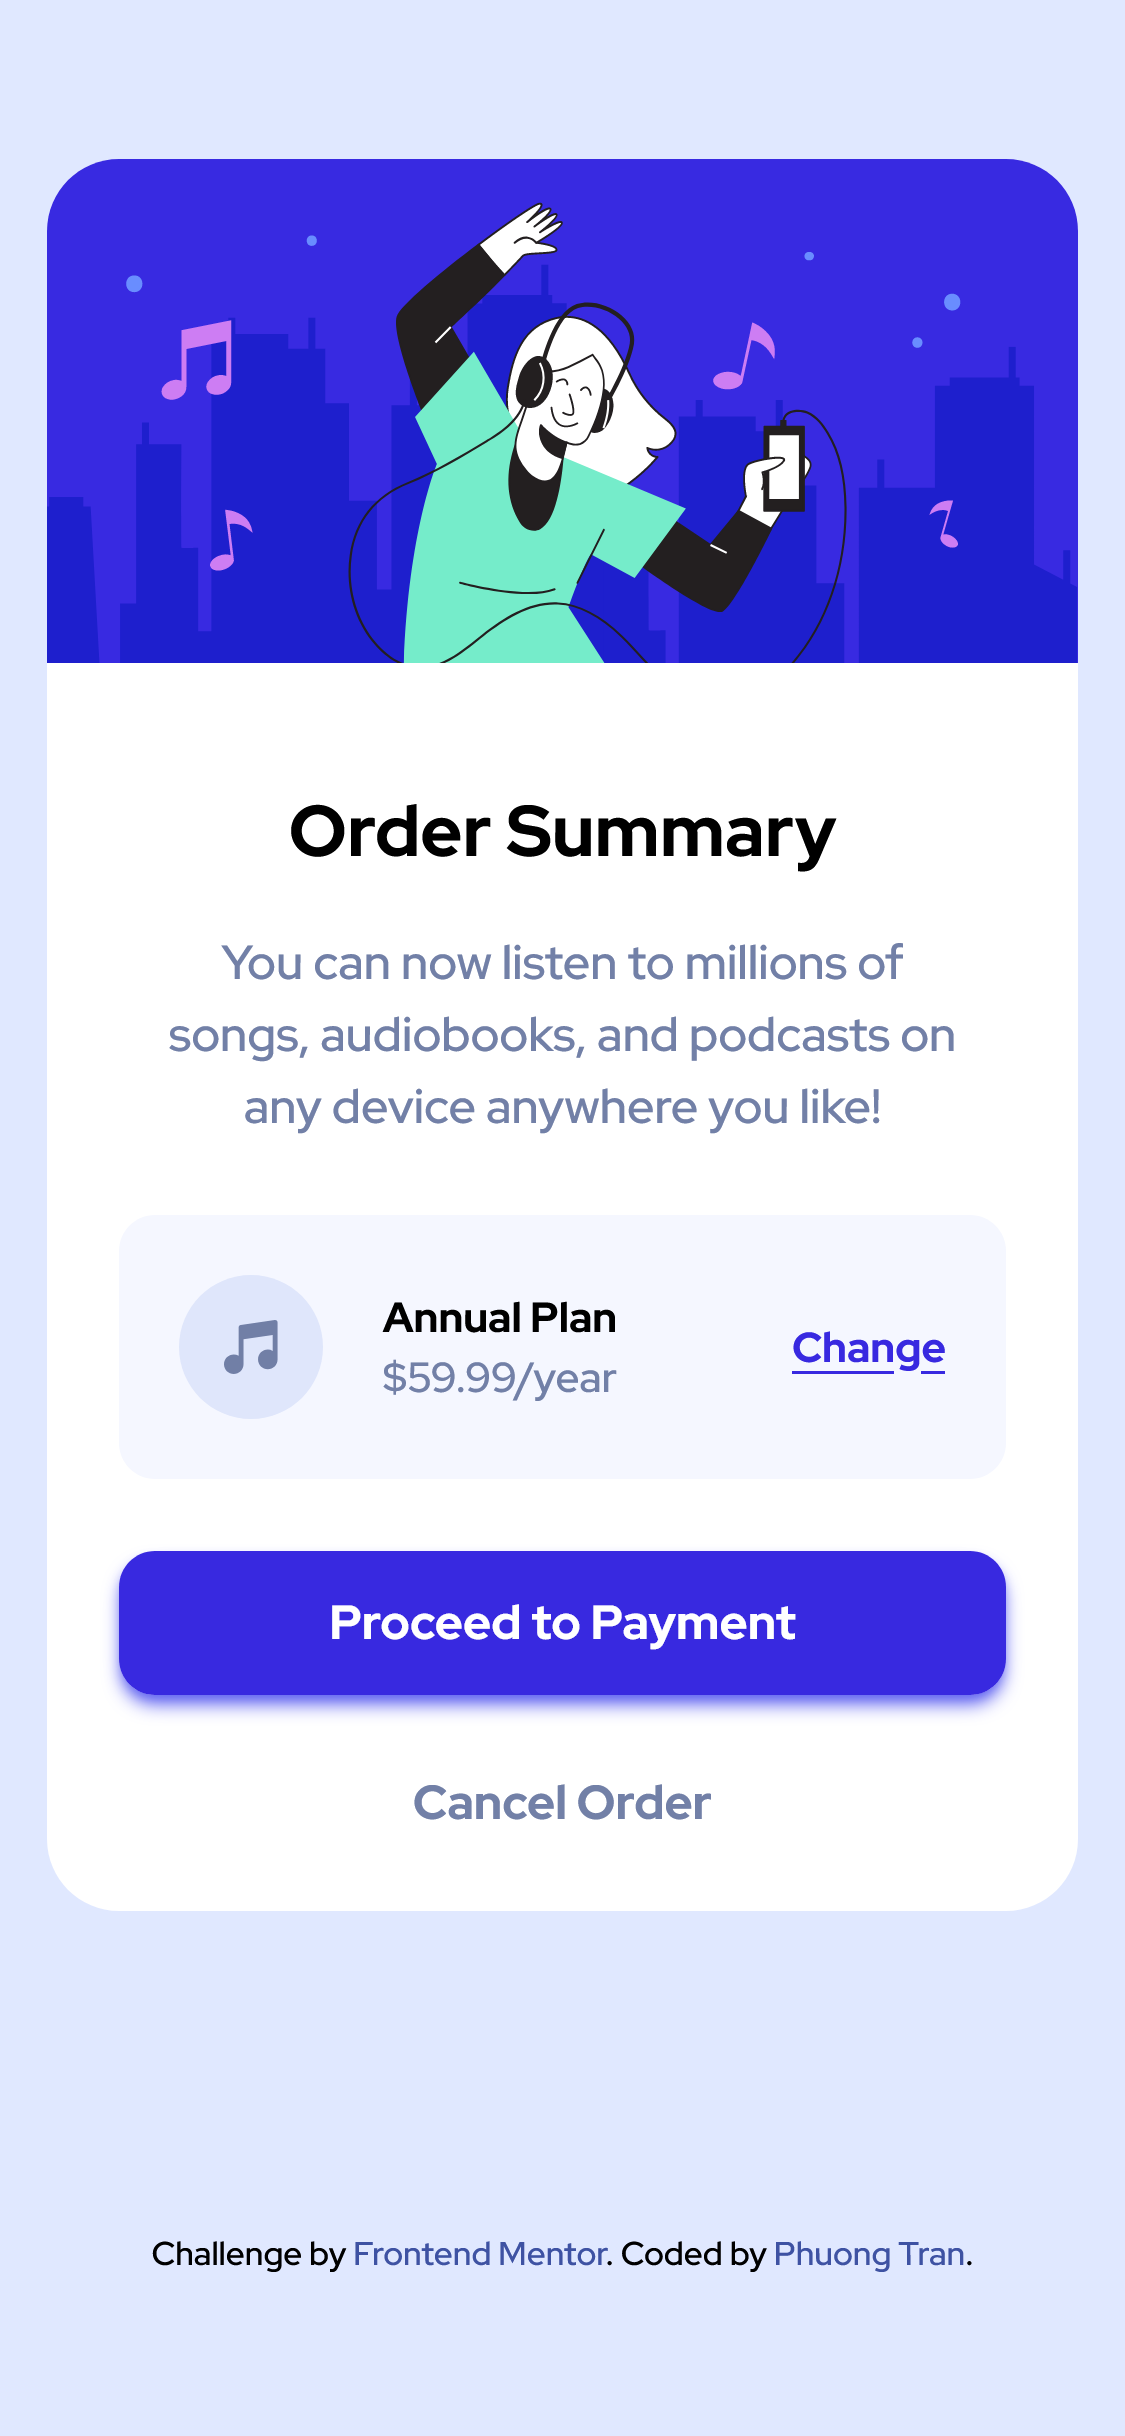 Order Summary
You can now listen to millions of
songs, audiobooks, and podcasts on
any device anywhere you like!
Annual Plan
$59.99/year
Change
Proceed to Payment
Cancel Order
Challenge by Frontend Mentor. Coded by Phuong Tran.